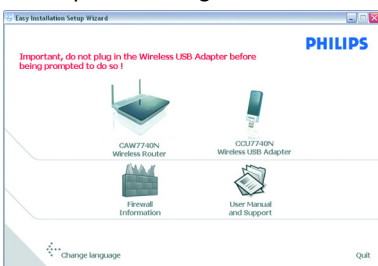 Easy Installation Setup Wizard
PHILIPS
Important, do not plug in the Wireless USB Adapter before
being prompted to do so !
CAW7740N
Wireless Router
CCU7740N
Wireless USB Adapter
Firewall
Information
User Manual
and Support
Change language
Quit